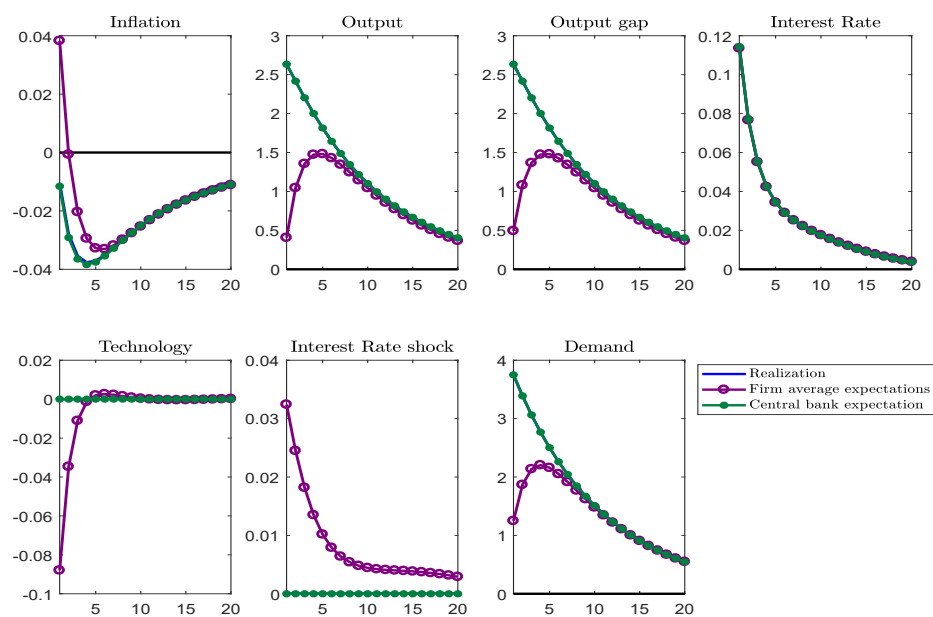 Inflation
0.04
0.02
0
-0.02
-0.04
5 10 15 20
Output
3
2.5
2
1.5
1
0.5
0
5 10 15 20
Output gap
3
2.5
2
1.5
1
0.5
0
5 10 15 20
Interest Rate
0.12
0.1
0.08
0.06
0.04
0.02
0
5 10 15 20
Technology
0.02
0
-0.02
-0.04
-0.06
-0.08
-0.1
5 10 15 20
Interest Rate shock
0.04
0.03
0.02
0.01
0
5 10 15 20
Demand
4
3
2
1
0
5 10 15 20
Realization
Firm average expectations
Central bank expectation